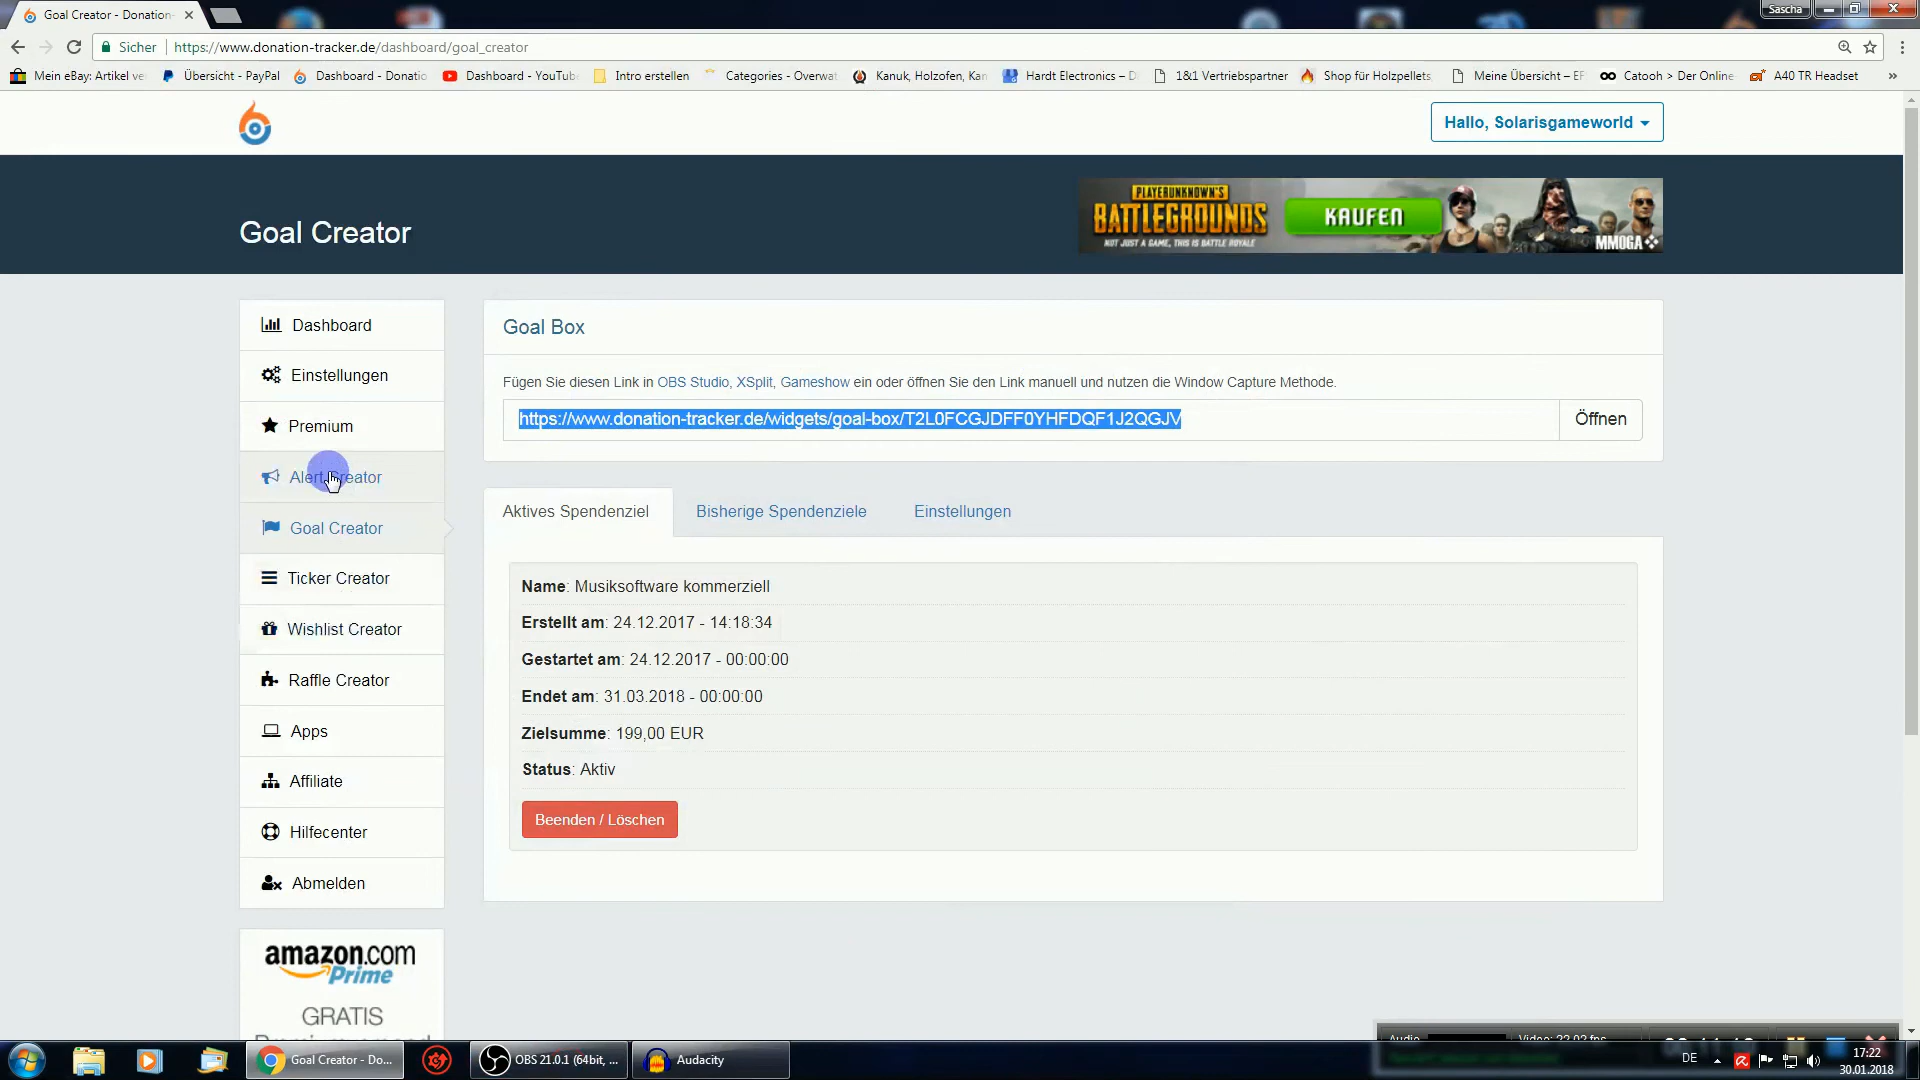 Goal Creator - Donation-
Sascha
Sicher
https://www.donation-tracker.de/dashboard/goal_creator
Mein eBay: Artikel ve
Übersicht - PayPal
Dashboard - Donatio
Dashboard - YouTube
Intro erstellen
Categories - Overwat
Kanuk, Holzofen, Kan
Hardt Electronics – D
1&1 Vertriebspartner
Shop für Holzpellets,
Meine Übersicht – EF
Catooh > Der Online
A40 TR Headset
»
Hallo, Solarisgameworld
Goal Creator
PLAYERUNKNOWN'S
BATTLEGROUNDS
NOT JUST A GAME, THIS IS BATTLE ROYALE
KAUFEN
MMOGA
Dashboard
Einstellungen
Premium
Alert Creator
Goal Creator
Ticker Creator
Wishlist Creator
Raffle Creator
Apps
Affiliate
Hilfecenter
Abmelden
Goal Box
Fügen Sie diesen Link in OBS Studio, XSplit, Gameshow ein oder öffnen Sie den Link manuell und nutzen die Window Capture Methode.
https://www.donation-tracker.de/widgets/goal-box/T2L0FCGJDFF0YHFDQF1J2QGJV
Öffnen
Aktives Spendenziel
Bisherige Spendenziele
Einstellungen
Name: Musiksoftware kommerziell
Erstellt am: 24.12.2017 - 14:18:34
Gestartet am: 24.12.2017 - 00:00:00
Endet am: 31.03.2018 - 00:00:00
Zielsumme: 199,00 EUR
Status: Aktiv
Beenden / Löschen
amazon.com
Prime
GRATIS
Goal Creator - Do...
OBS 21.0.1 (64bit, ...
Audacity
DE
17:22
30.01.2018